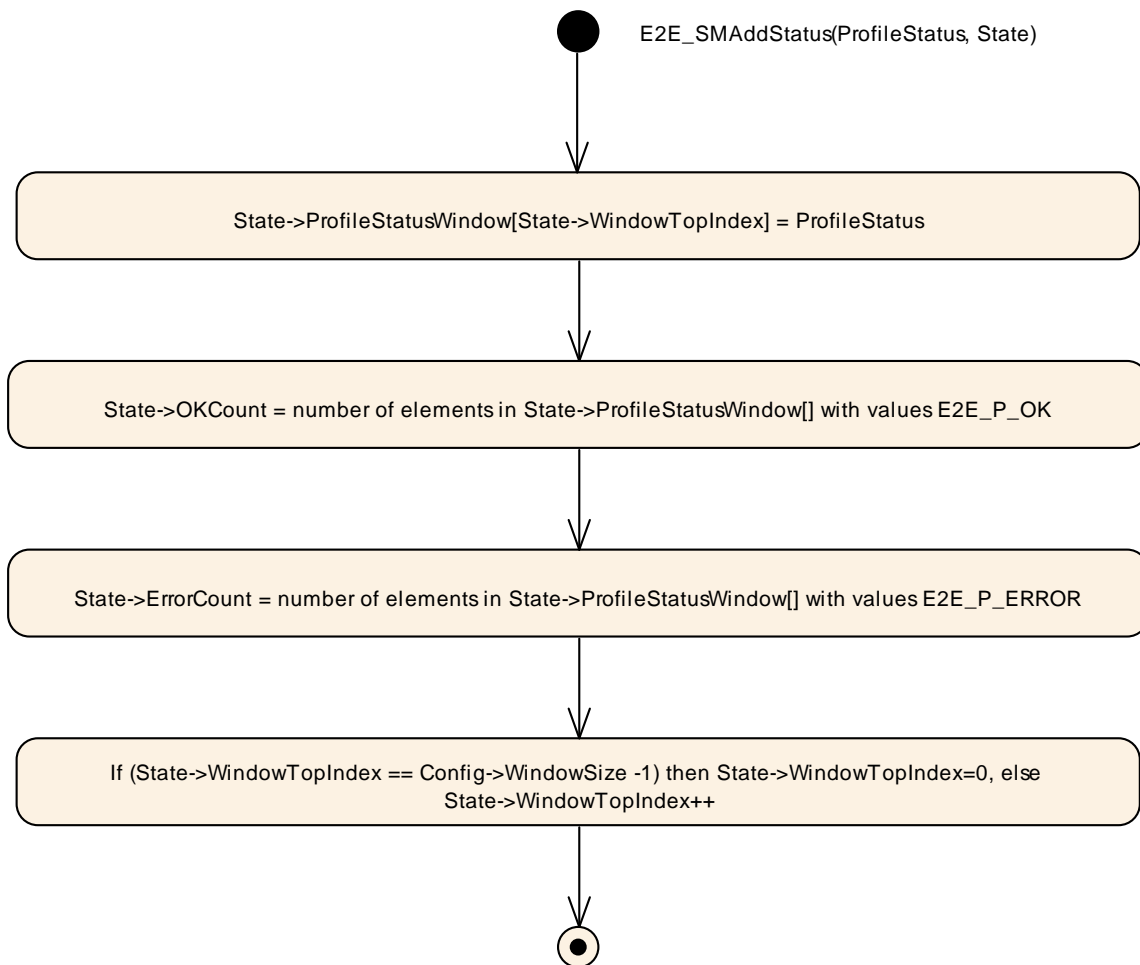 E2E_SMAddStatus(ProfileStatus, State)
State->ProfileStatusWindow[State->WindowTopIndex] = ProfileStatus
State->OKCount = number of elements in State->ProfileStatusWindow[] with values E2E_P_OK
State->ErrorCount = number of elements in State->ProfileStatusWindow[] with values E2E_P_ERROR
If (State->WindowTopIndex == Config->WindowSize -1) then State->WindowTopIndex=0, else
State->WindowTopIndex++